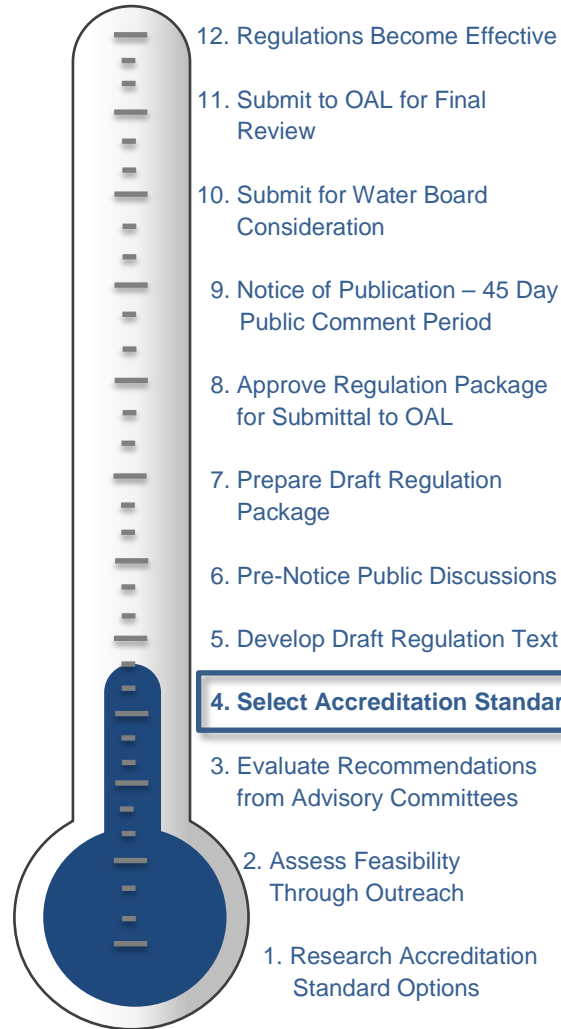 12. Regulations Become Effective
11. Submit to OAL for Final
Review
10. Submit for Water Board
Consideration
9. Notice of Publication – 45 Day
Public Comment Period
8. Approve Regulation Package
for Submittal to OAL
7. Prepare Draft Regulation
Package
6. Pre-Notice Public Discussions
5. Develop Draft Regulation Text
4. Select Accreditation Standar
3. Evaluate Recommendations
from Advisory Committees
2. Assess Feasibility
Through Outreach
1. Research Accreditation
Standard Options